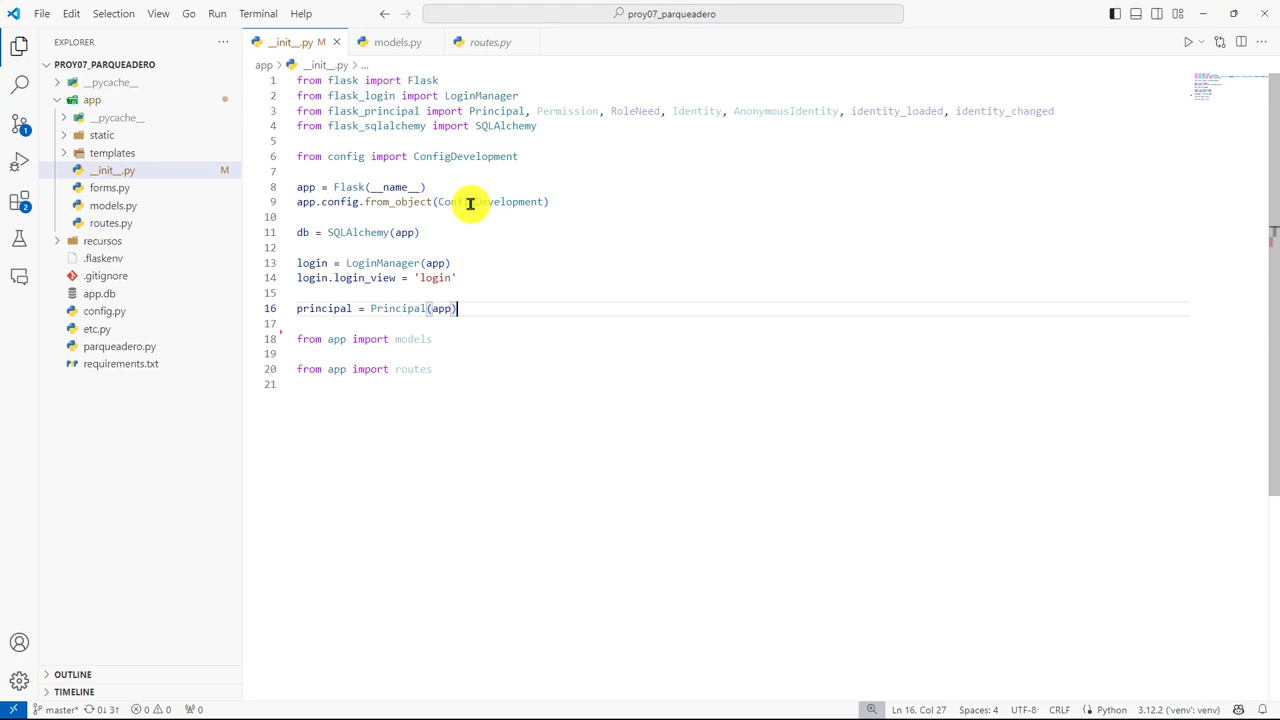 File Edit Selection View Go Run Terminal Help
proy07_parqueadero
EXPLORER
__init__.py M
models.py
routes.py
PROY07_PARQUEADERO
app > __init__.py > ...
__pycache__
app
__pycache__
static
templates
__init__.py M
forms.py
models.py
routes.py
recursos
.flaskenv
.gitignore
app.db
config.py
etc.py
parqueadero.py
requirements.txt
1 from flask import Flask
2 from flask_login import LoginManager
3 from flask_principal import Principal, Permission, RoleNeed, Identity, AnonymousIdentity, identity_loaded, identity_changed
4 from flask_sqlalchemy import SQLAlchemy
5
6 from config import ConfigDevelopment
7
8 app = Flask(__name__)
9 app.config.from_object(ConfigDevelopment)
10
11 db = SQLAlchemy(app)
12
13 login = LoginManager(app)
14 login.login_view = 'login'
15
16 principal = Principal(app)
17
18 from app import models
19
20 from app import routes
21
1
2
OUTLINE
TIMELINE
master* 0↓ 3↑ 0 0 0
Ln 16, Col 27 Spaces: 4 UTF-8 CRLF Python 3.12.2 ('venv': venv)